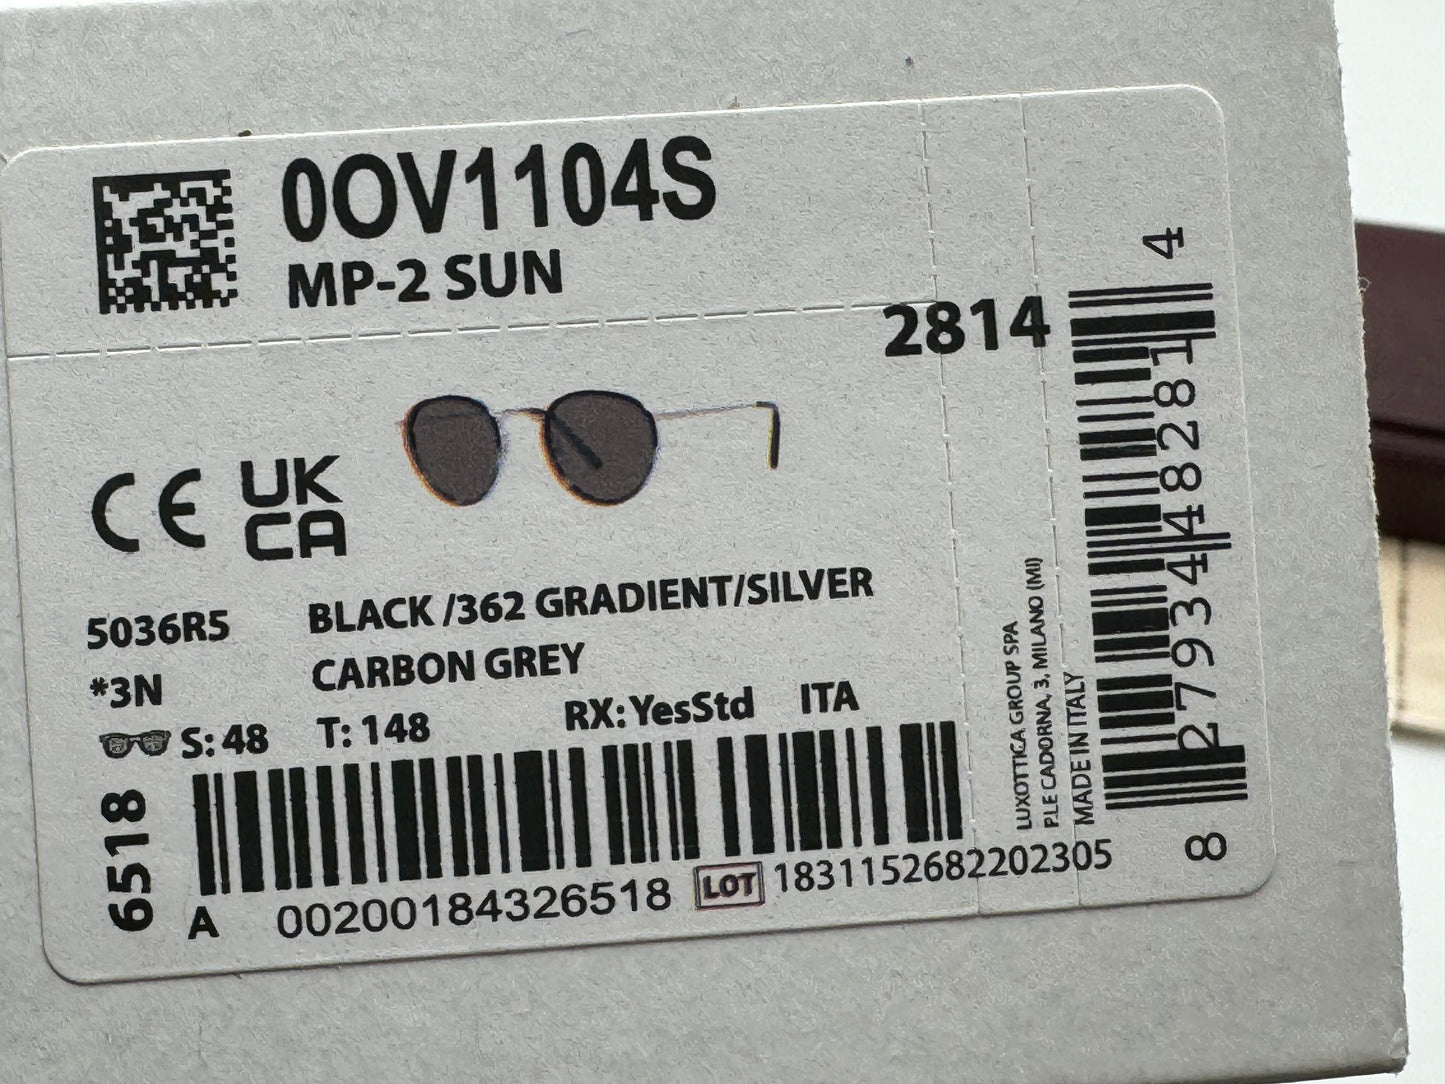 0OV1104S
MP-2 SUN
2814
CE UK
CA
5036R5 BLACK /362 GRADIENT/SILVER
*3N CARBON GREY
S: 48 T: 148 RX: YesStd ITA
6518
A 00200184326518 LOT 1831152682202305
LUXOTTICA GROUP SPA
P.LE CADORNA, 3, MILANO (MI)
MADE IN ITALY
8 27934 48281 4